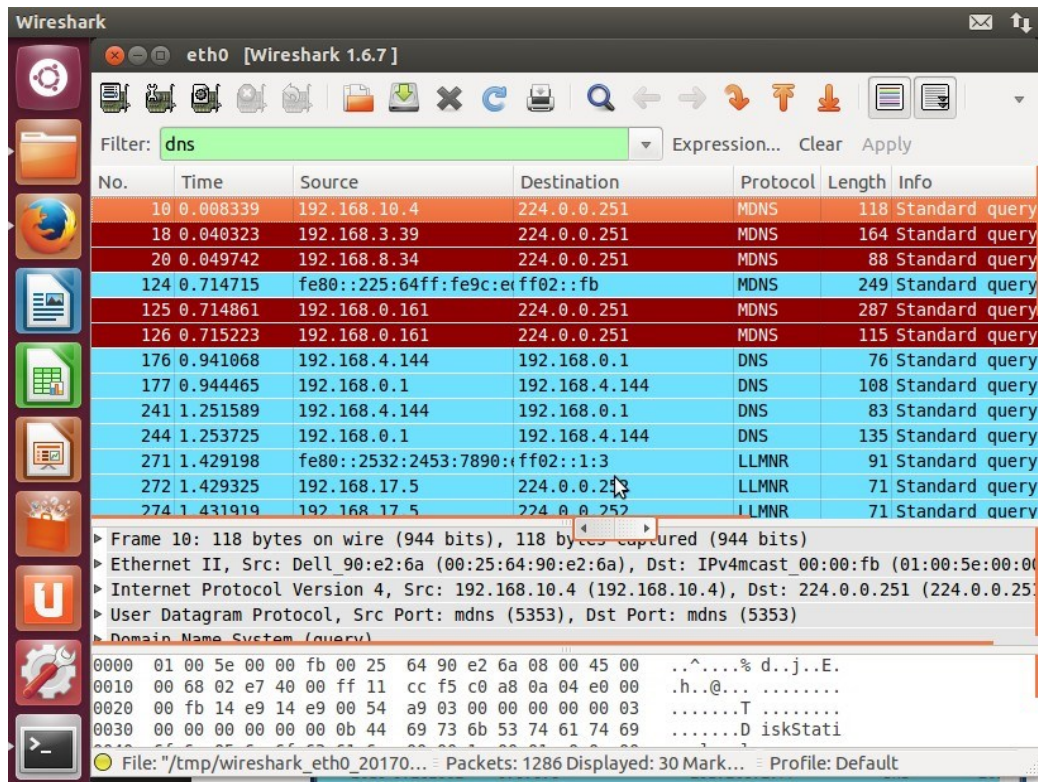 Wireshark
eth0 [Wireshark 1.6.7 ]
Filter: dns Expression... Clear Apply
No. Time Source Destination Protocol Length Info
10 0.008339 192.168.10.4 224.0.0.251 MDNS 118 Standard query
18 0.040323 192.168.3.39 224.0.0.251 MDNS 164 Standard query
20 0.049742 192.168.8.34 224.0.0.251 MDNS 88 Standard query
124 0.714715 fe80::225:64ff:fe9c:e ff02::fb MDNS 249 Standard query
125 0.714861 192.168.0.161 224.0.0.251 MDNS 287 Standard query
126 0.715223 192.168.0.161 224.0.0.251 MDNS 115 Standard query
176 0.941068 192.168.4.144 192.168.0.1 DNS 76 Standard query
177 0.944465 192.168.0.1 192.168.4.144 DNS 108 Standard query
241 1.251589 192.168.4.144 192.168.0.1 DNS 83 Standard query
244 1.253725 192.168.0.1 192.168.4.144 DNS 135 Standard query
271 1.429198 fe80::2532:2453:7890: ff02::1:3 LLMNR 91 Standard query
272 1.429325 192.168.17.5 LLMNR 71 Standard query
274 1.431919 192.168.17.5 224.0.0.252 LLMNR 71 Standard query
Frame 10: 118 bytes on wire (944 bits), 118 bytes captured (944 bits)
Ethernet II, Src: Dell_90:e2:6a (00:25:64:90:e2:6a), Dst: IPv4mcast_00:00:fb (01:00:5e:00:00
Internet Protocol Version 4, Src: 192.168.10.4 (192.168.10.4), Dst: 224.0.0.251 (224.0.0.251
User Datagram Protocol, Src Port: mdns (5353), Dst Port: mdns (5353)
Domain Name System (query)
0000 01 00 5e 00 00 fb 00 25 64 90 e2 6a 08 00 45 00 ..^....% d..j..E.
0010 00 68 02 e7 40 00 ff 11 cc f5 c0 a8 0a 04 e0 00 .h..@... ........
0020 00 fb 14 e9 14 e9 00 54 a9 03 00 00 00 00 00 03 .......T ........
0030 00 00 00 00 00 00 0b 44 69 73 6b 53 74 61 74 69 .......D iskStati
File: "/tmp/wireshark_eth0_20170... Packets: 1286 Displayed: 30 Mark... Profile: Default